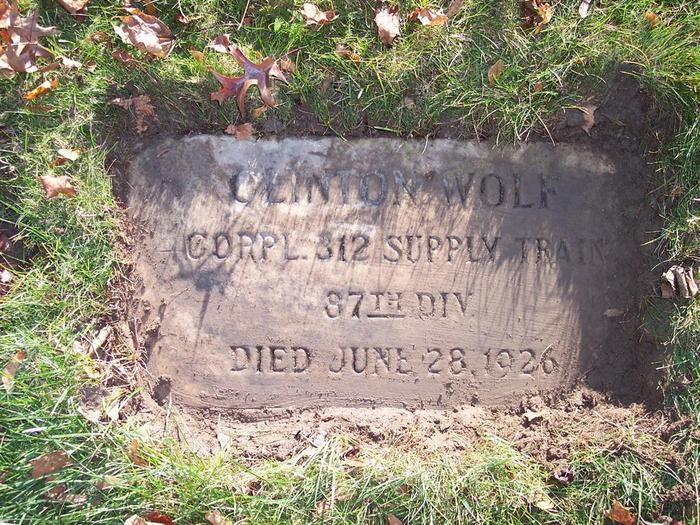 CLINTON WOLF
CORPL. 312 SUPPLY TRAIN
87TH DIV.
DIED JUNE 28, 1926